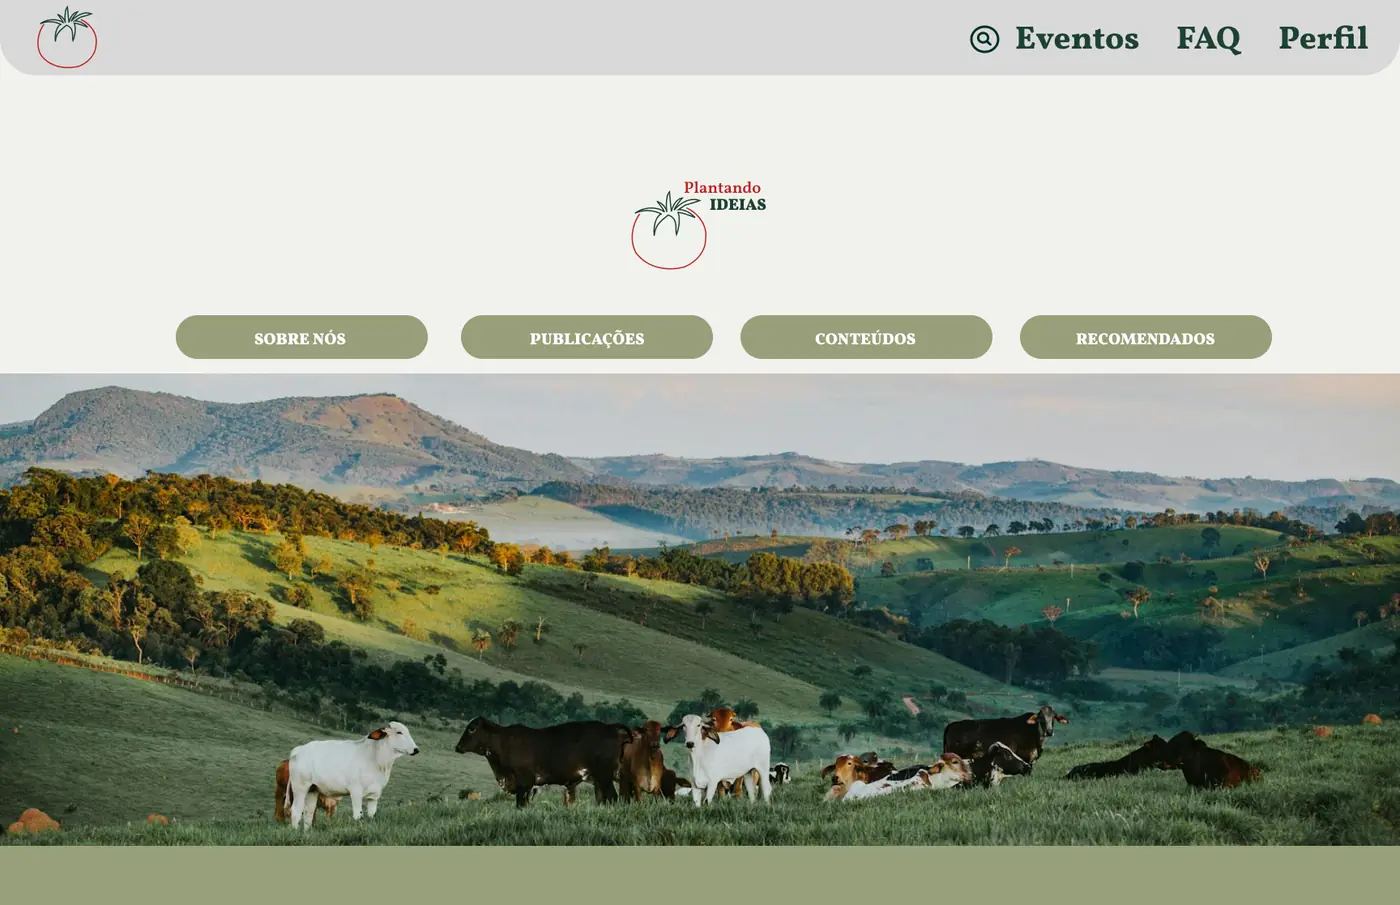 Eventos FAQ Perfil
Plantando
IDEIAS
SOBRE NÓS PUBLICAÇÕES CONTEÚDOS RECOMENDADOS